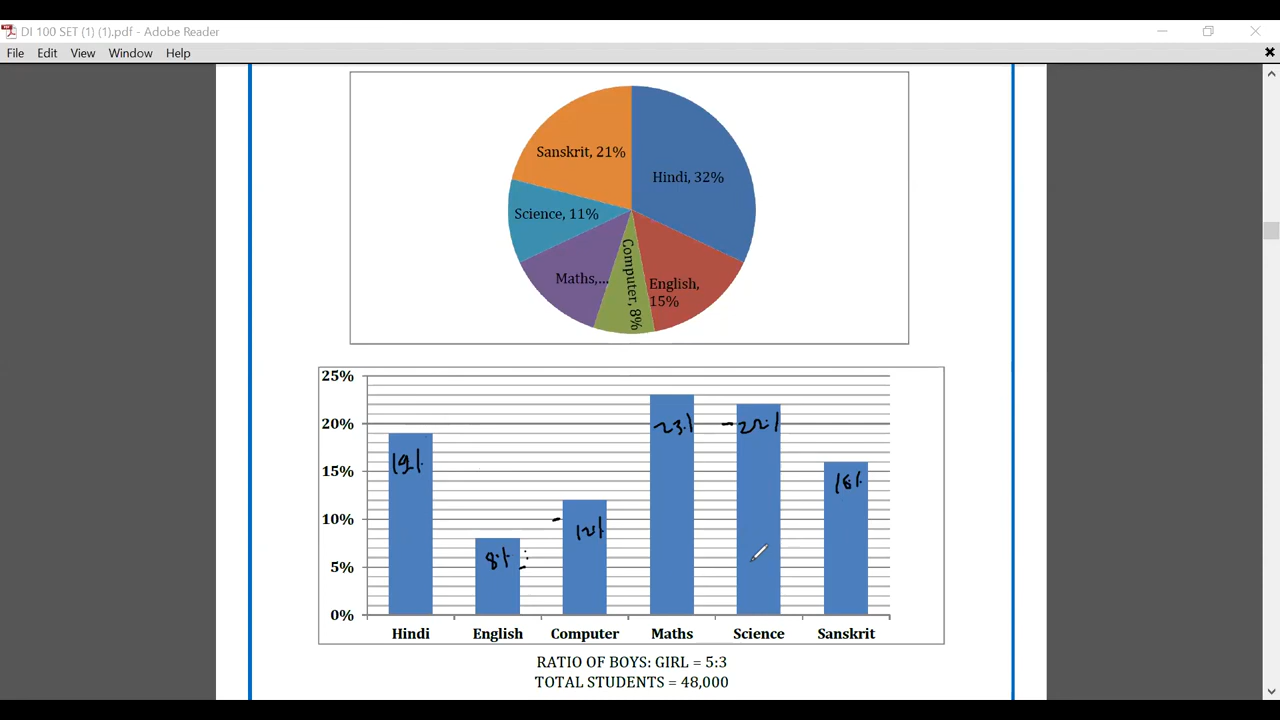 DI 100 SET (1) (1).pdf - Adobe Reader
File Edit View Window Help
Sanskrit, 21%
Hindi, 32%
Science, 11%
Maths,...
Computer, 8%
English,
15%
25%
20%
15%
10%
5%
0%
19%
8%
12%
23%
22%
16%
Hindi English Computer Maths Science Sanskrit
RATIO OF BOYS: GIRL = 5:3
TOTAL STUDENTS = 48,000